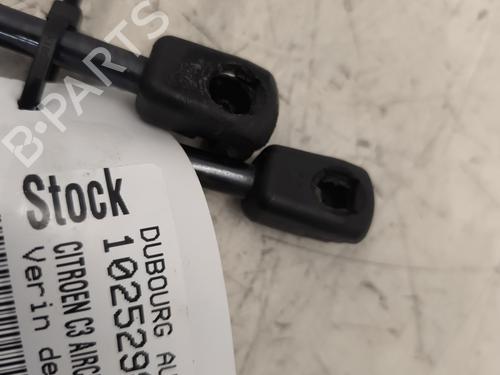 B-PARTS
Stock
DUBOURG AU
102529
CITROEN C3 AIRC
Verin de